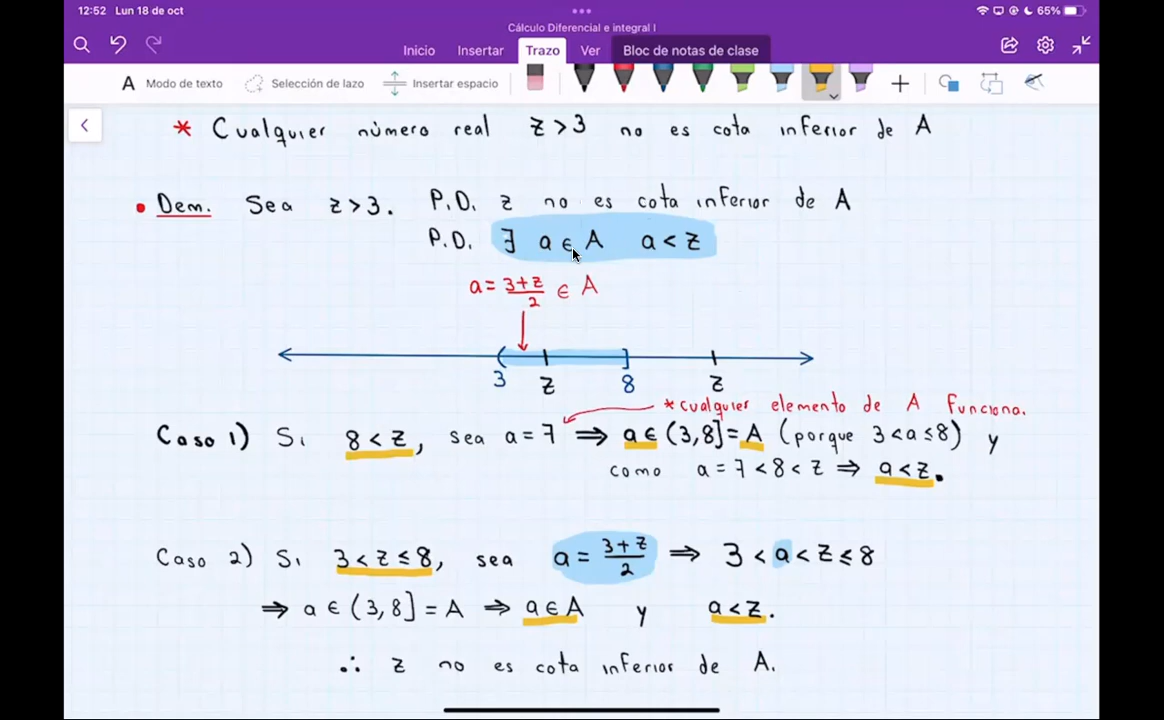 12:52 Lun 18 de oct
65%
Cálculo Diferencial e integral I
Inicio Insertar Trazo Ver Bloc de notas de clase
A Modo de texto Selección de lazo Insertar espacio
* Cualquier número real z > 3 no es cota inferior de A
• Dem. Sea z > 3. P.D. z no es cota inferior de A
P.D. ∃ a ∈ A a < z
a = (3+z)/2 ∈ A
3 z 8 z
* cualquier elemento de A funciona.
Caso 1) Si 8 < z, sea a = 7 ⟹ a ∈ (3,8] = A (porque 3 < a ≤ 8) y
como a = 7 < 8 < z ⟹ a < z.
Caso 2) Si 3 < z ≤ 8, sea a = (3+z)/2 ⟹ 3 < a < z ≤ 8
⟹ a ∈ (3,8] = A ⟹ a ∈ A y a < z.
∴ z no es cota inferior de A.